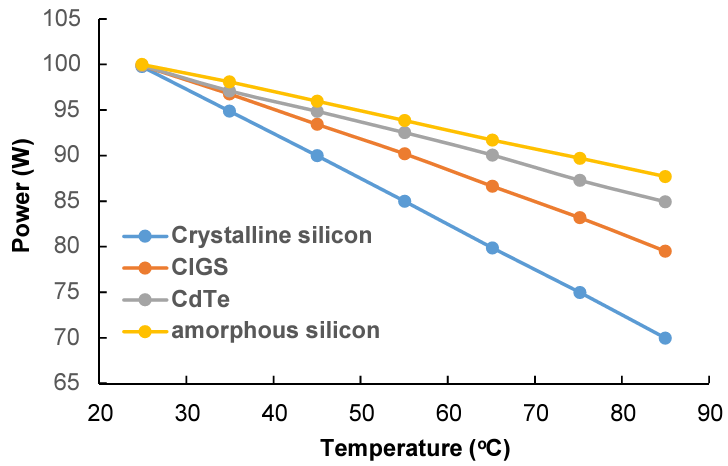 105
100
95
90
85
80
75
70
65
Power (W)
Crystalline silicon
CIGS
CdTe
amorphous silicon
20 30 40 50 60 70 80 90
Temperature (ºC)